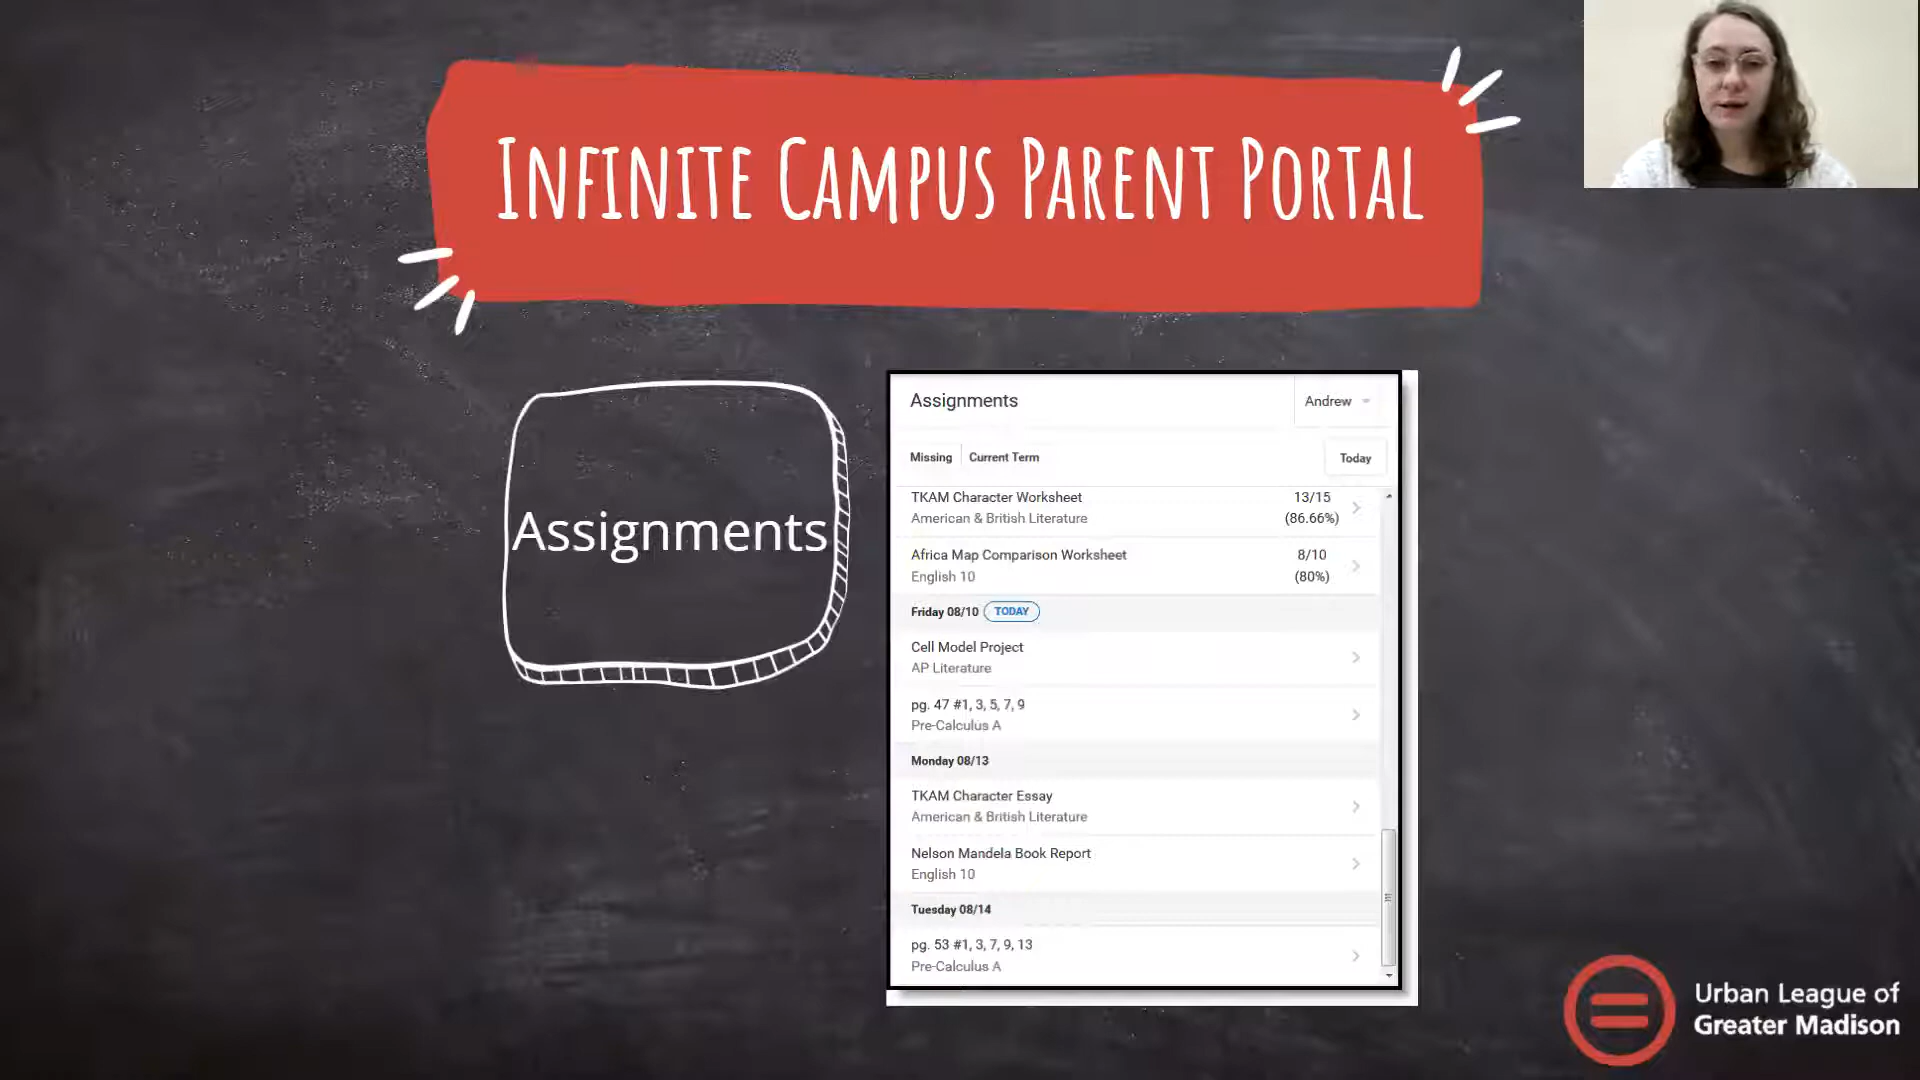 INFINITE CAMPUS PARENT PORTAL
Assignments
Assignments
Andrew
Missing
Current Term
Today
TKAM Character Worksheet
13/15
American & British Literature
(86.66%)
Africa Map Comparison Worksheet
8/10
English 10
(80%)
Friday 08/10 TODAY
Cell Model Project
AP Literature
pg. 47 #1, 3, 5, 7, 9
Pre-Calculus A
Monday 08/13
TKAM Character Essay
American & British Literature
Nelson Mandela Book Report
English 10
Tuesday 08/14
pg. 53 #1, 3, 7, 9, 13
Pre-Calculus A
Urban League of
Greater Madison